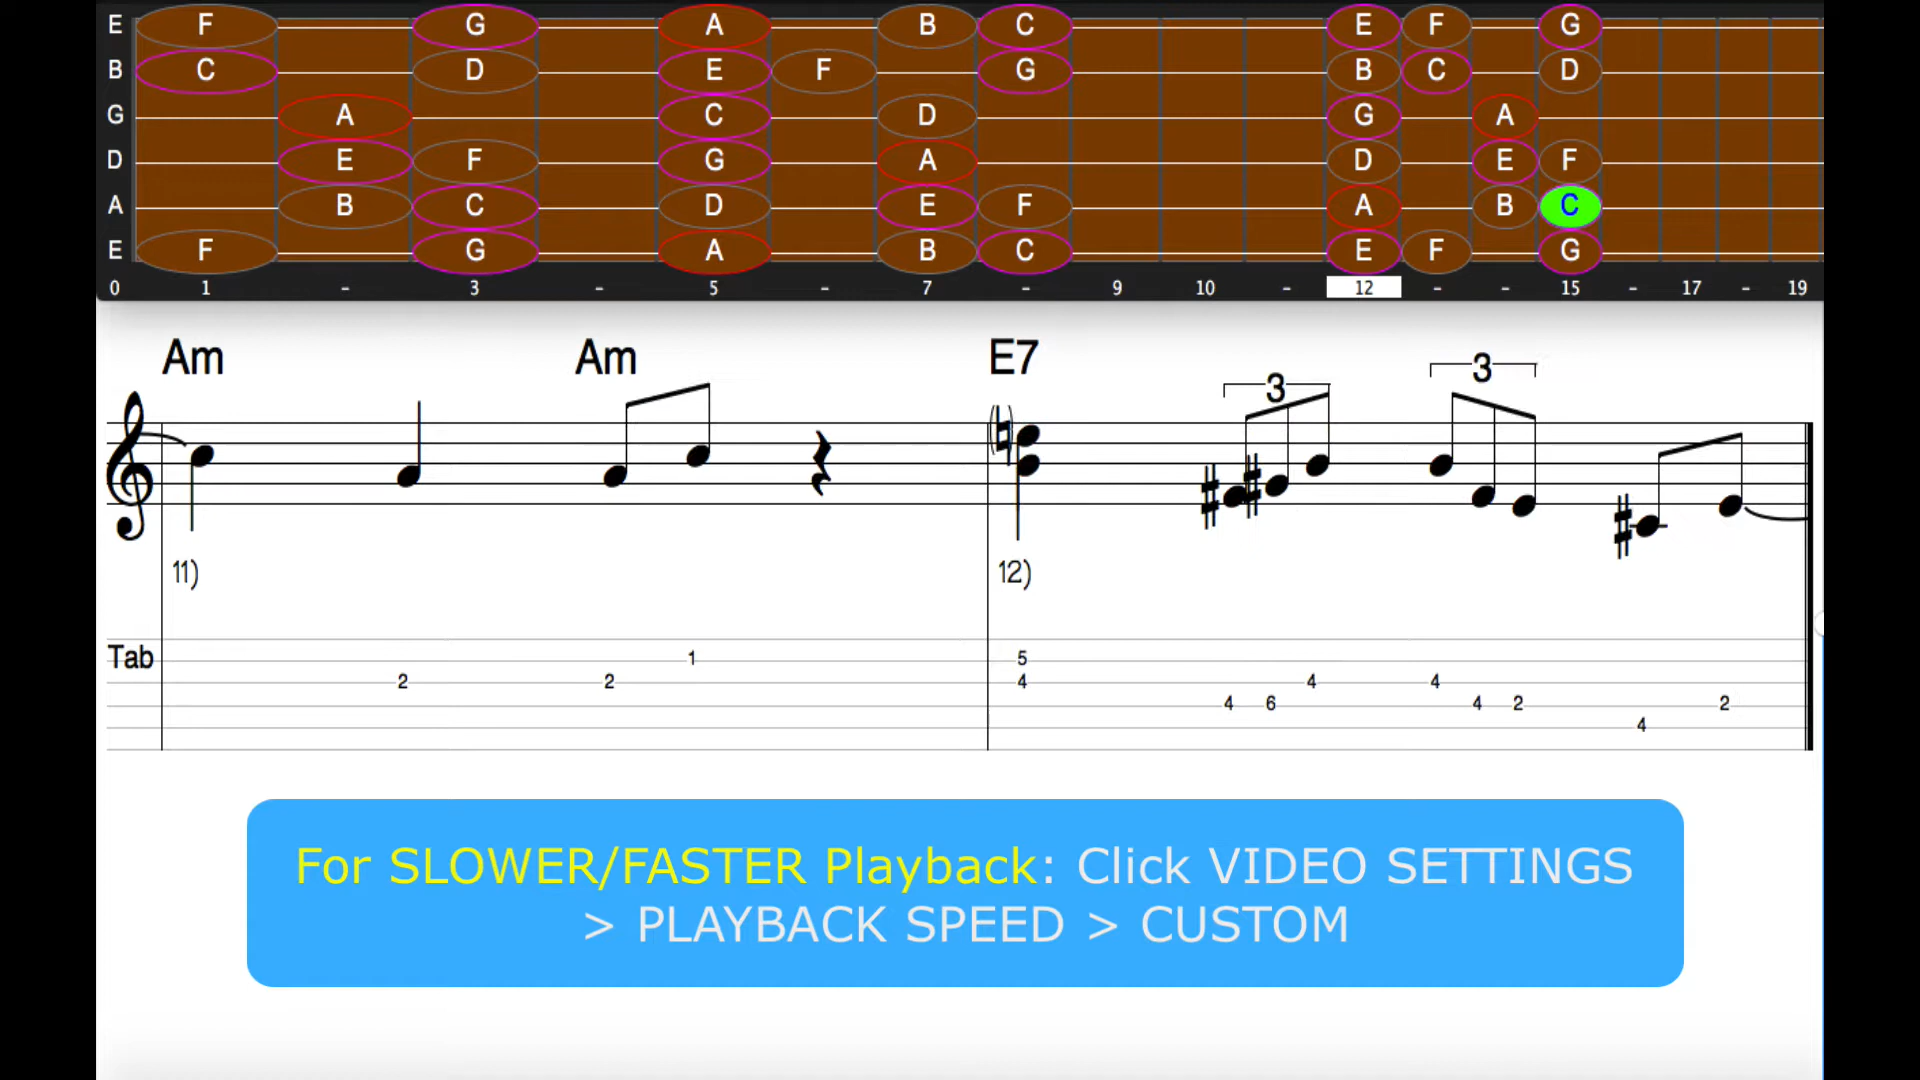 E F G A B C E F G
B C D E F G B C D
G A C D G A
D E F G A D E F
A B C D E F A B C
E F G A B C E F G
0 1 - 3 - 5 - 7 - 9 10 - 12 - - 15 - 17 - 19
Am Am E7
3 3
11) 12)
Tab 1 5
2 2 4 4 4
4 6 4 2 2
4
For SLOWER/FASTER Playback: Click VIDEO SETTINGS
> PLAYBACK SPEED > CUSTOM